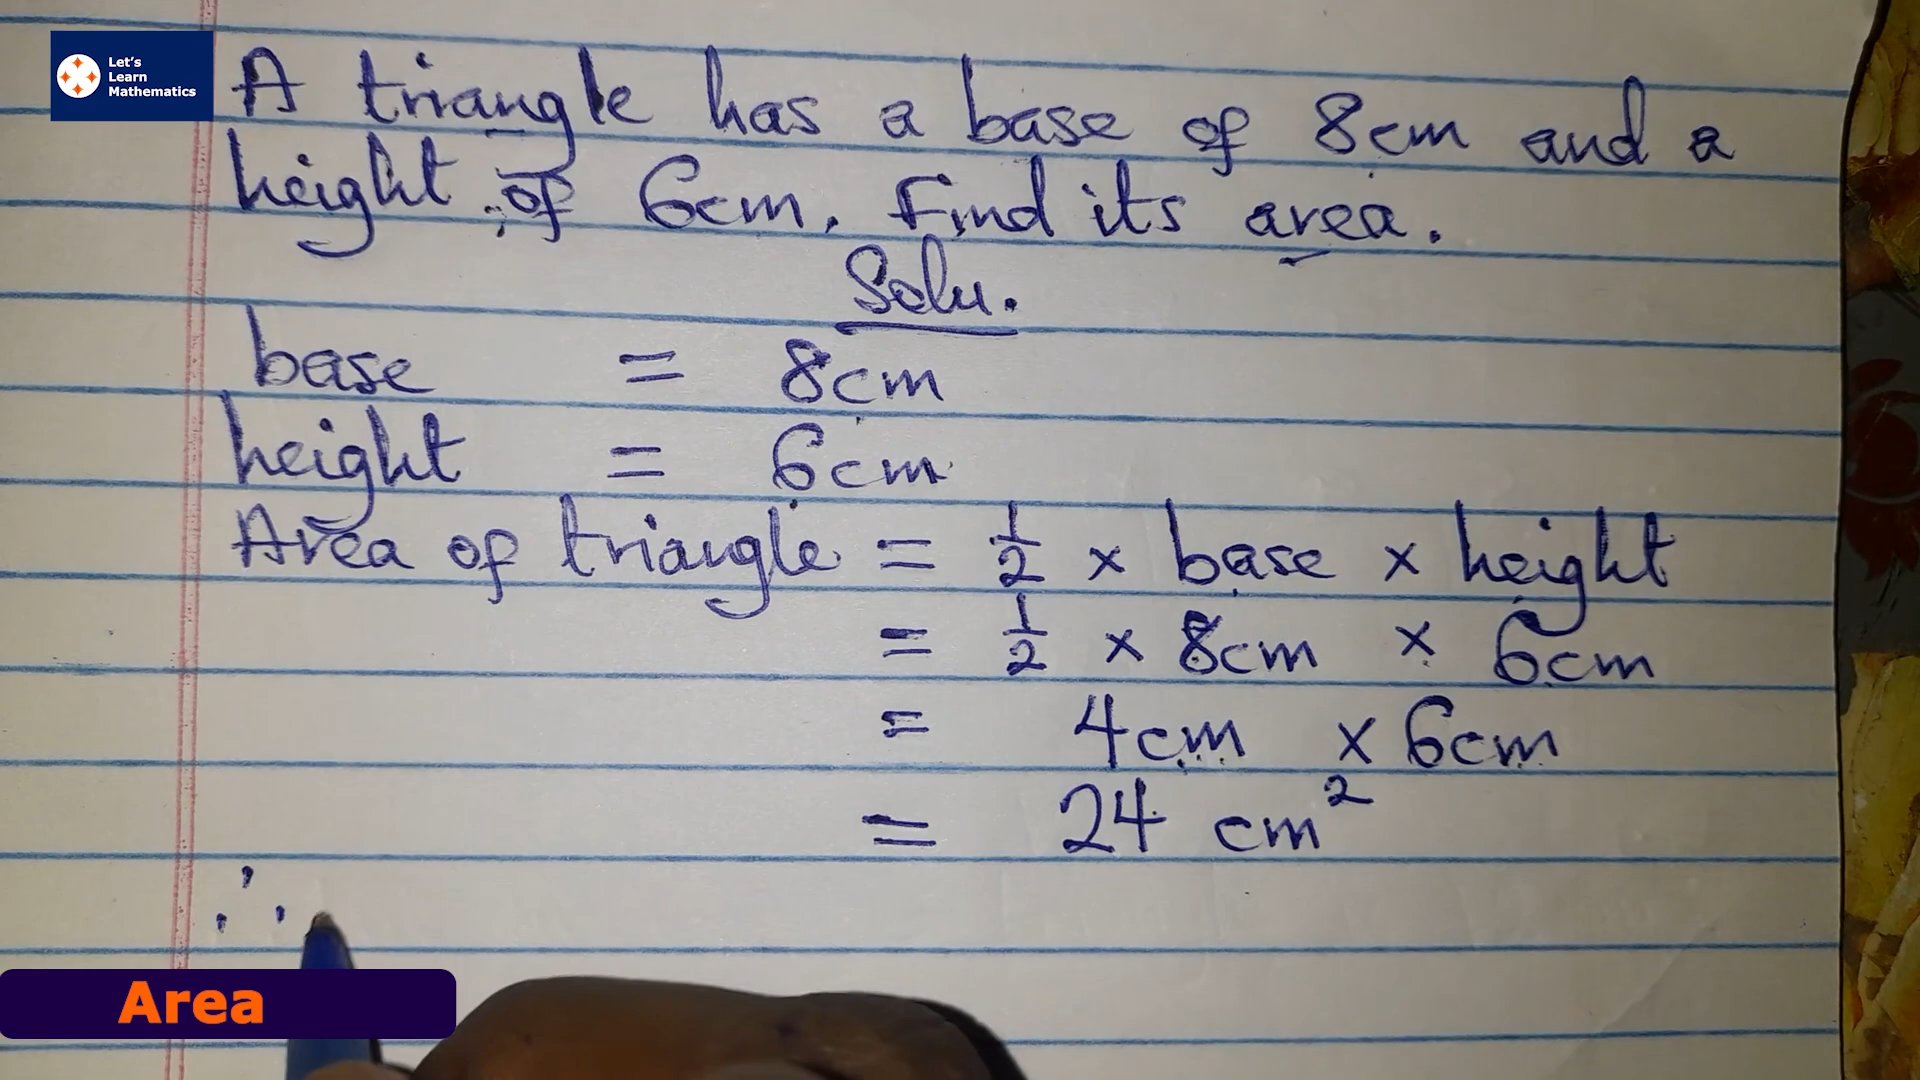 Let's
Learn
Mathematics
A triangle has a base of 8cm and a
height of 6cm. Find its area.
Solu.
base = 8cm
height = 6cm
Area of triangle = 1/2 × base × height
= 1/2 × 8cm × 6cm
= 4cm × 6cm
= 24 cm²
∴
Area